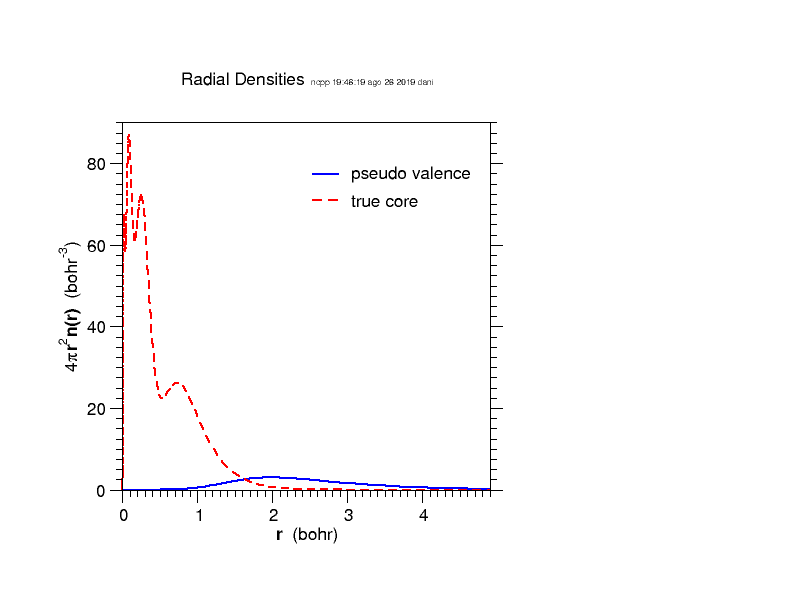 Radial Densities ncpp 19:46:19 ago 26 2019 dani
pseudo valence
true core
4πr²n(r) (bohr⁻³)
80
60
40
20
0
0 1 2 3 4
r (bohr)